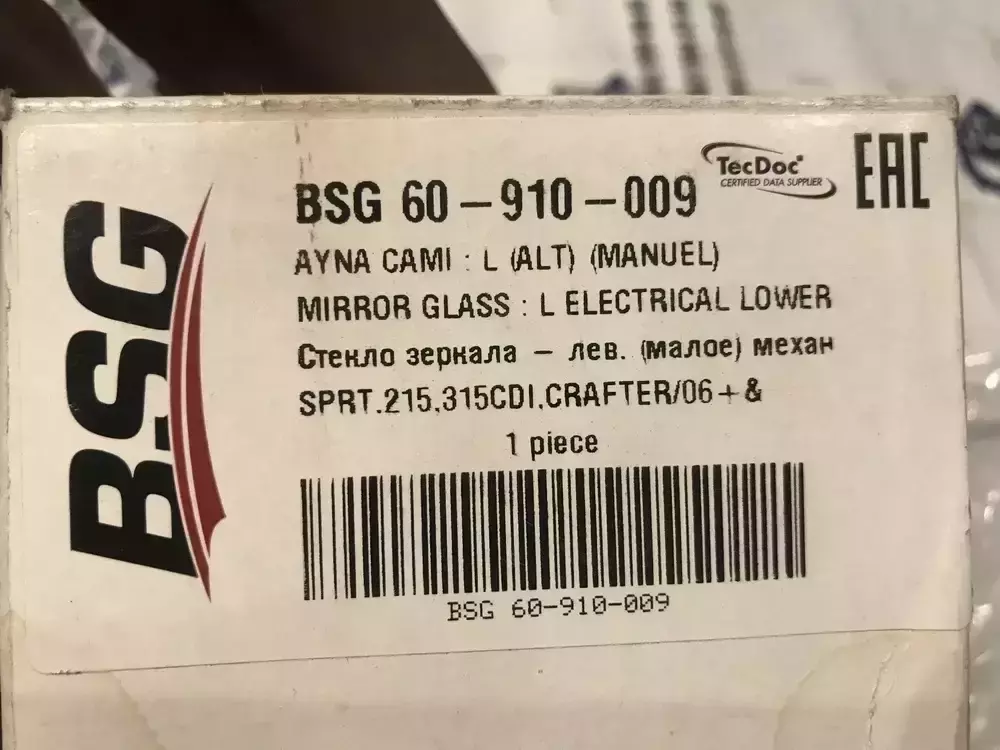 BSG
BSG 60-910-009
TecDoc
CERTIFIED DATA SUPPLIER
EAC
AYNA CAMI : L (ALT) (MANUEL)
MIRROR GLASS : L ELECTRICAL LOWER
Стекло зеркала - лев. (малое) механ
SPRT.215,315CDI,CRAFTER/06+&
1 piece
BSG 60-910-009